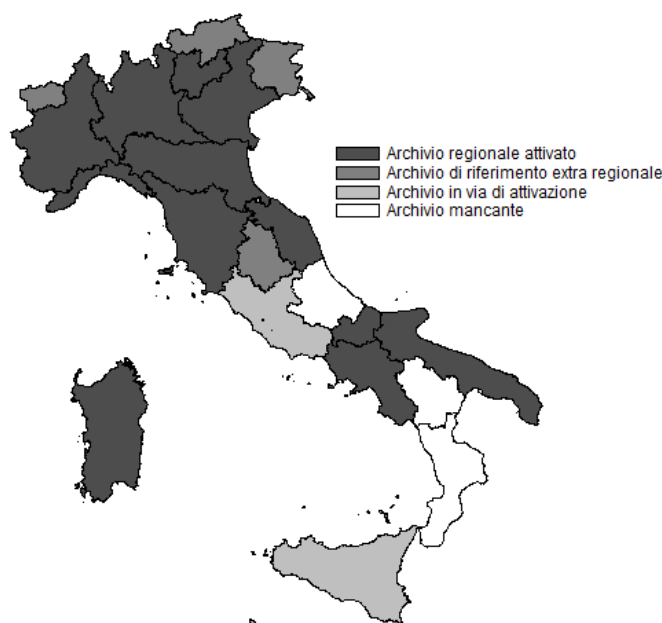 Archivio regionale attivato
Archivio di riferimento extra regionale
Archivio in via di attivazione
Archivio mancante